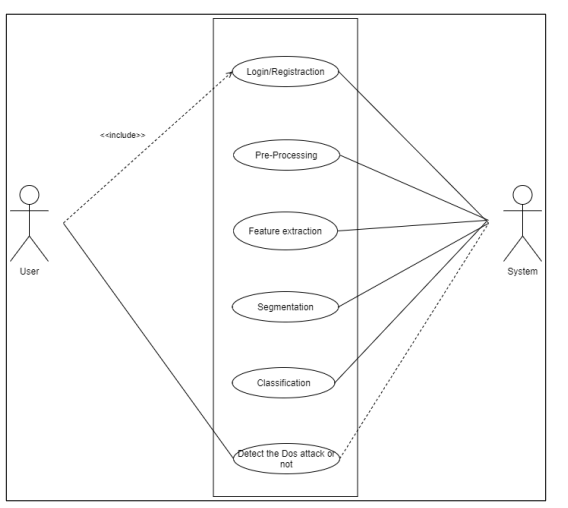 Login/Registraction
<<include>>
Pre-Processing
Feature extraction
User
System
Segmentation
Classification
Detect the Dos attack or
not